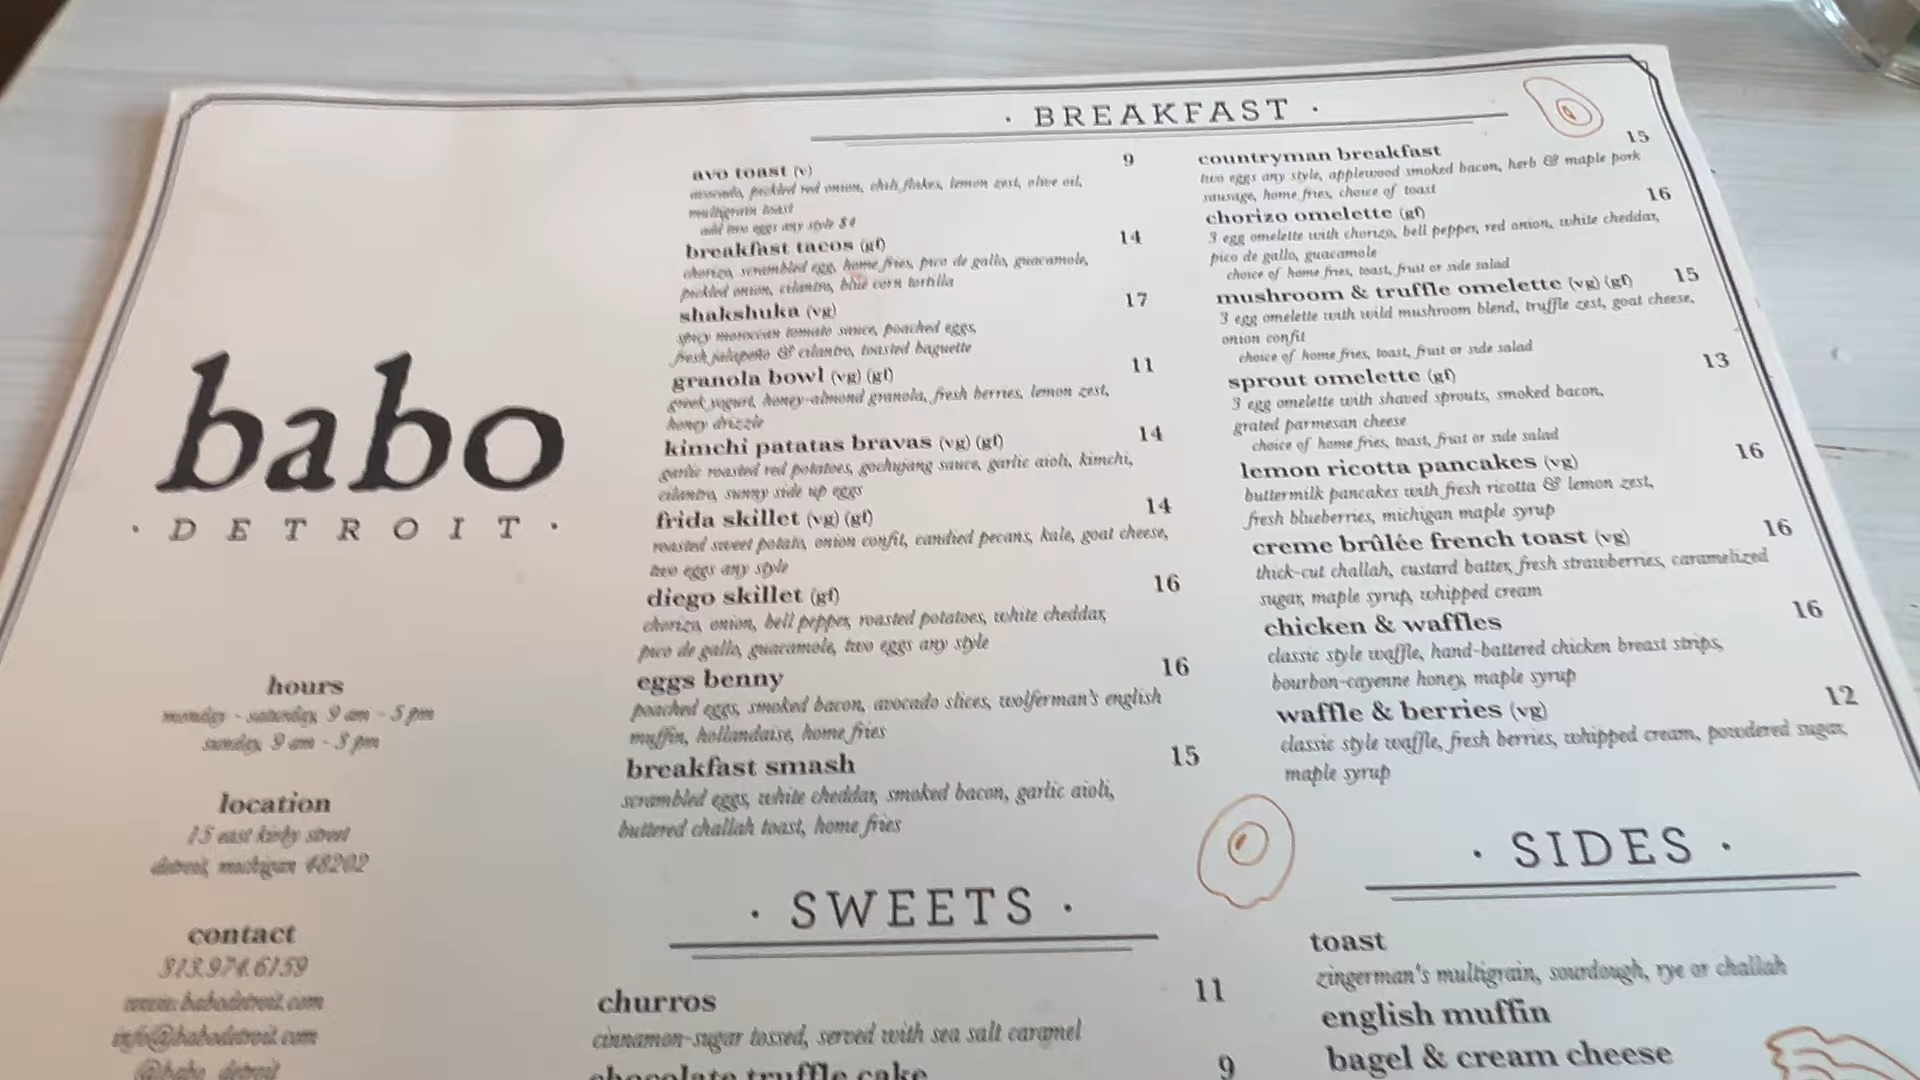 babo
· DETROIT ·
hours
monday - saturday, 9 am - 5 pm
sunday, 9 am - 3 pm
location
15 east kirby street
detroit, michigan 48202
contact
313.974.6159
www.babodetroit.com
info@babodetroit.com
@babo_detroit
· BREAKFAST ·
avo toast (v) 9
avocado, pickled red onion, chili flakes, lemon zest, olive oil,
multigrain toast
add two eggs any style $4
breakfast tacos (gf) 14
chorizo, scrambled egg, home fries, pico de gallo, guacamole,
pickled onion, cilantro, blue corn tortilla
shakshuka (vg) 17
spicy moroccan tomato sauce, poached eggs,
fresh jalapeño & cilantro, toasted baguette
granola bowl (vg) (gf) 11
greek yogurt, honey-almond granola, fresh berries, lemon zest,
honey drizzle
kimchi patatas bravas (vg) (gf) 14
garlic roasted red potatoes, gochujang sauce, garlic aioli, kimchi,
cilantro, sunny side up eggs
frida skillet (vg) (gf) 14
roasted sweet potato, onion confit, candied pecans, kale, goat cheese,
two eggs any style
diego skillet (gf) 16
chorizo, onion, bell pepper, roasted potatoes, white cheddar,
pico de gallo, guacamole, two eggs any style
eggs benny 16
poached eggs, smoked bacon, avocado slices, wolferman's english
muffin, hollandaise, home fries
breakfast smash 15
scrambled eggs, white cheddar, smoked bacon, garlic aioli,
buttered challah toast, home fries
countryman breakfast 15
two eggs any style, applewood smoked bacon, herb & maple pork
sausage, home fries, choice of toast
chorizo omelette (gf) 16
3 egg omelette with chorizo, bell pepper, red onion, white cheddar,
pico de gallo, guacamole
choice of home fries, toast, fruit or side salad
mushroom & truffle omelette (vg) (gf) 15
3 egg omelette with wild mushroom blend, truffle zest, goat cheese,
onion confit
choice of home fries, toast, fruit or side salad
sprout omelette (gf) 13
3 egg omelette with shaved sprouts, smoked bacon,
grated parmesan cheese
choice of home fries, toast, fruit or side salad
lemon ricotta pancakes (vg) 16
buttermilk pancakes with fresh ricotta & lemon zest,
fresh blueberries, michigan maple syrup
creme brûlée french toast (vg) 16
thick-cut challah, custard batter, fresh strawberries, caramelized
sugar, maple syrup, whipped cream
chicken & waffles 16
classic style waffle, hand-battered chicken breast strips,
bourbon-cayenne honey, maple syrup
waffle & berries (vg) 12
classic style waffle, fresh berries, whipped cream, powdered sugar,
maple syrup
· SWEETS ·
churros 11
cinnamon-sugar tossed, served with sea salt caramel
chocolate truffle cake 9
· SIDES ·
toast
zingerman's multigrain, sourdough, rye or challah
english muffin
bagel & cream cheese